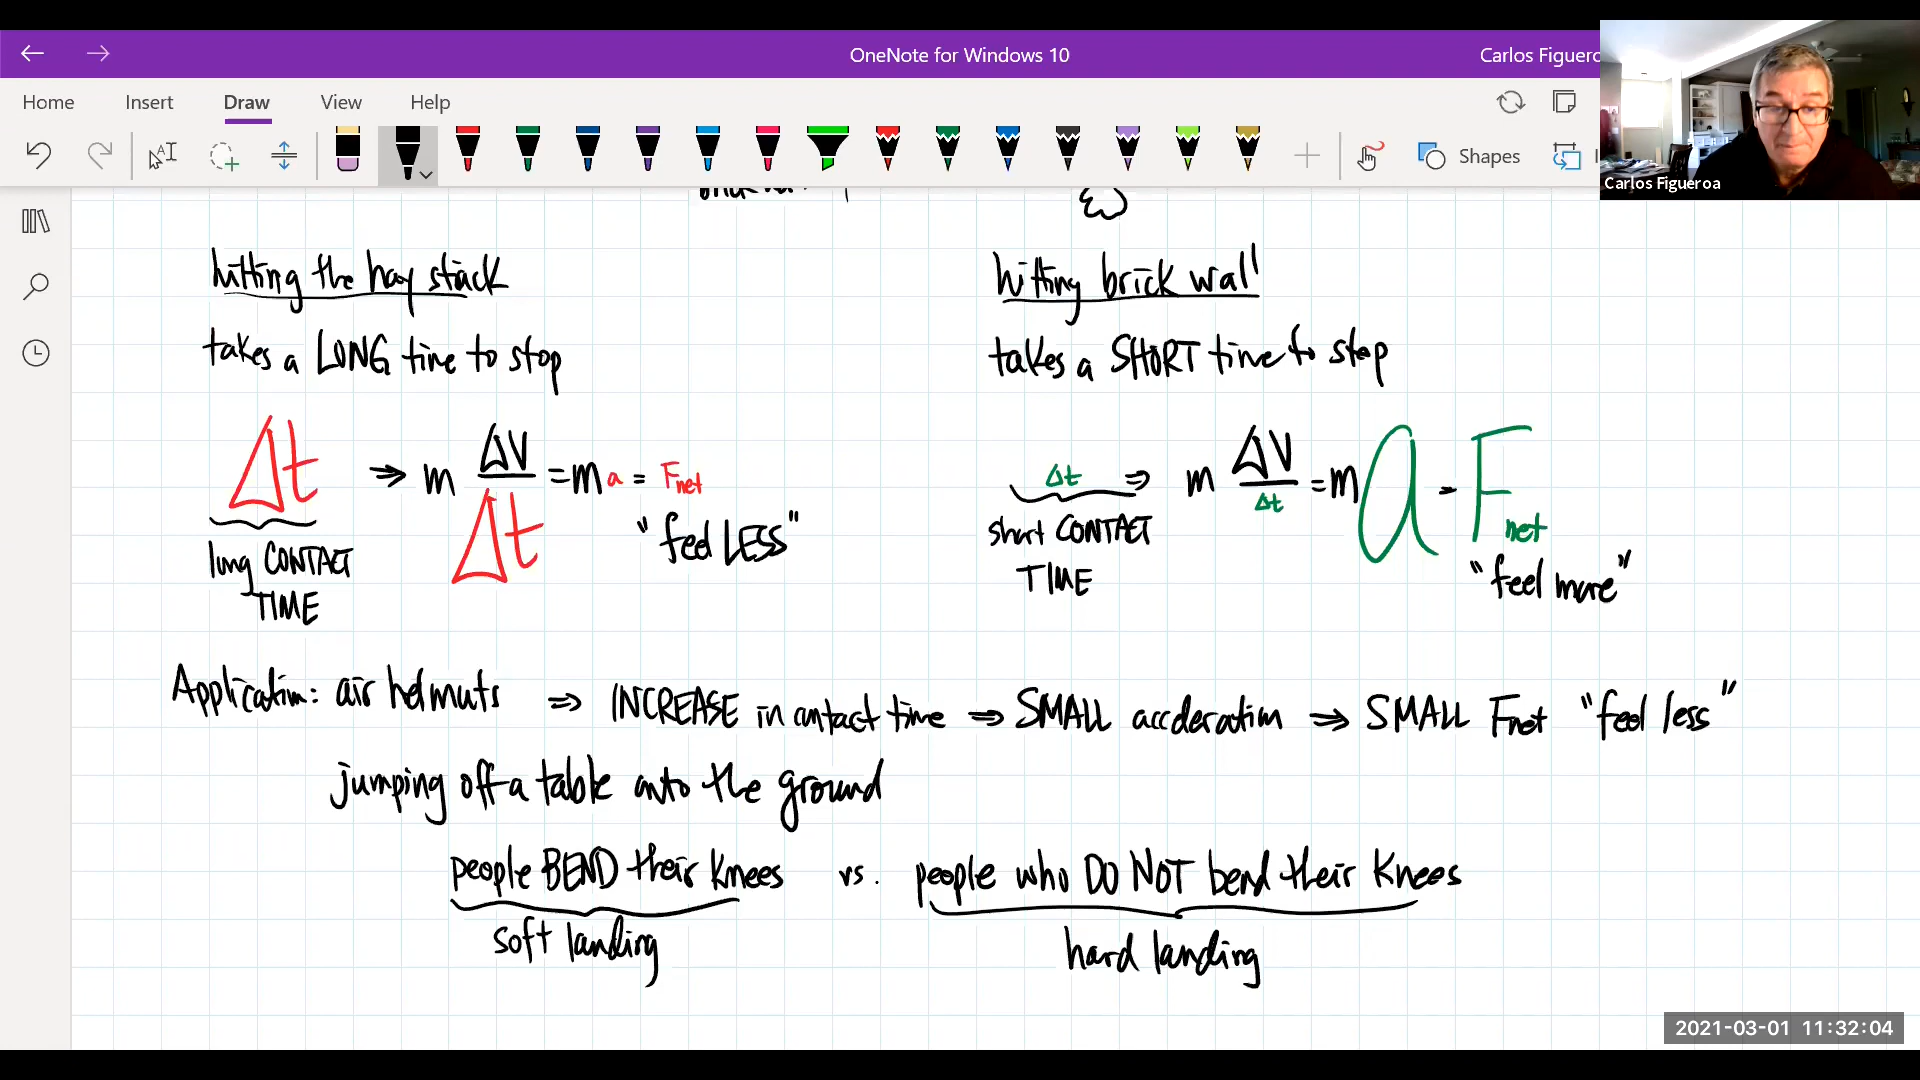 OneNote for Windows 10
Carlos Figuero
Home Insert Draw View Help
Shapes
Carlos Figueroa
hitting the hay stack
hitting brick wall
takes a LONG time to stop
takes a SHORT time to stop
Δt ⇒ m ΔV/Δt = ma = Fnet
Δt ⇒ m ΔV/Δt = ma = Fnet
"feel LESS"
"feel more"
long CONTACT
TIME
short CONTACT
TIME
Application: air helmuts ⇒ INCREASE in contact time ⇒ SMALL acceleration ⇒ SMALL Fnet "feel less"
jumping off a table onto the ground
people BEND their knees vs. people who DO NOT bend their knees
soft landing
hard landing
2021-03-01 11:32:04